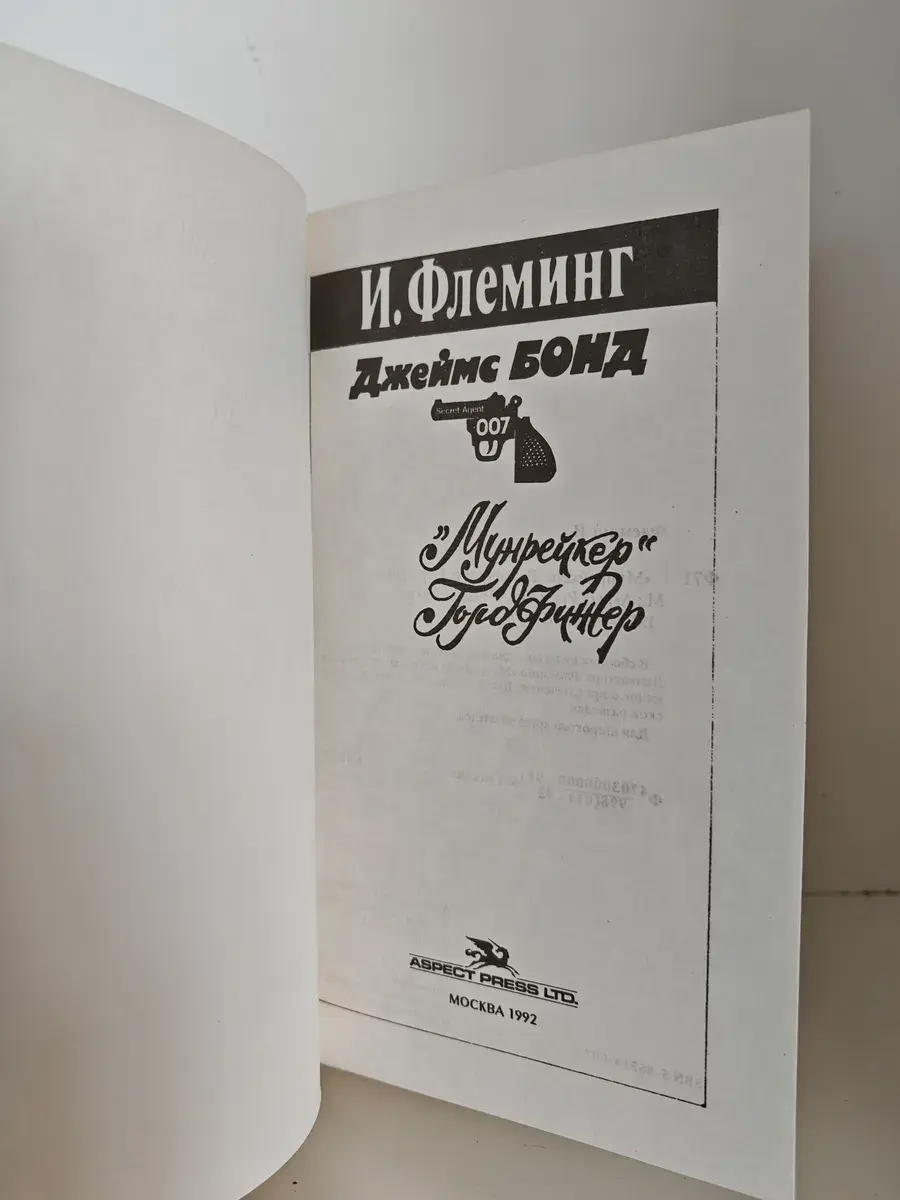 И. Флеминг
Джеймс БОНД
Secret Agent
007
„Мунрейкер“
Голдфингер
ASPECT PRESS LTD.
МОСКВА 1992